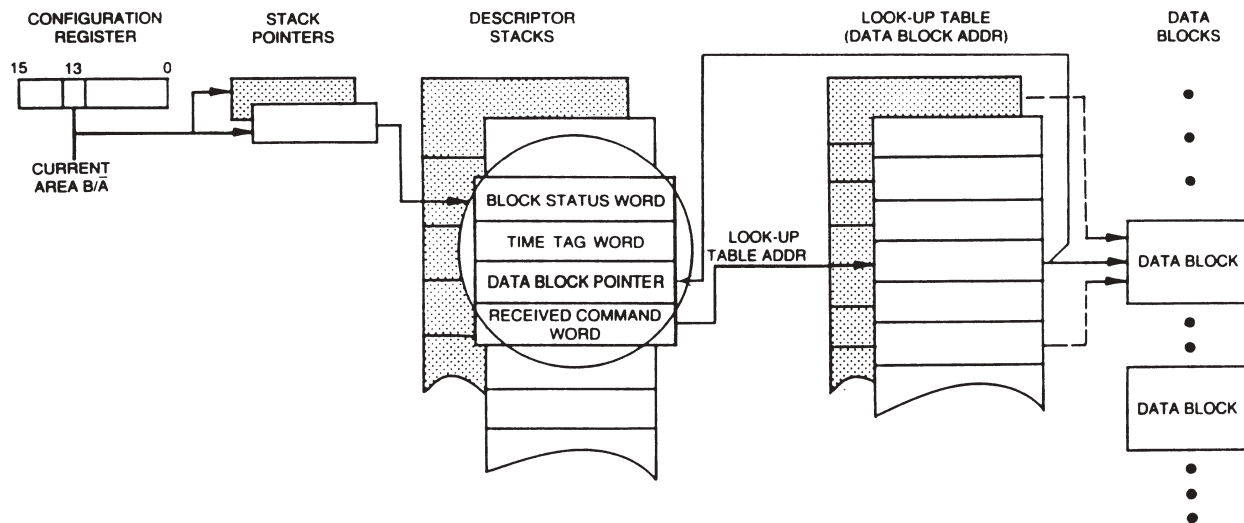 CONFIGURATION
REGISTER
STACK
POINTERS
DESCRIPTOR
STACKS
LOOK-UP TABLE
(DATA BLOCK ADDR)
DATA
BLOCKS
15 13 0
CURRENT
AREA B/A̅
BLOCK STATUS WORD
TIME TAG WORD
DATA BLOCK POINTER
RECEIVED COMMAND
WORD
LOOK-UP
TABLE ADDR
DATA BLOCK
DATA BLOCK